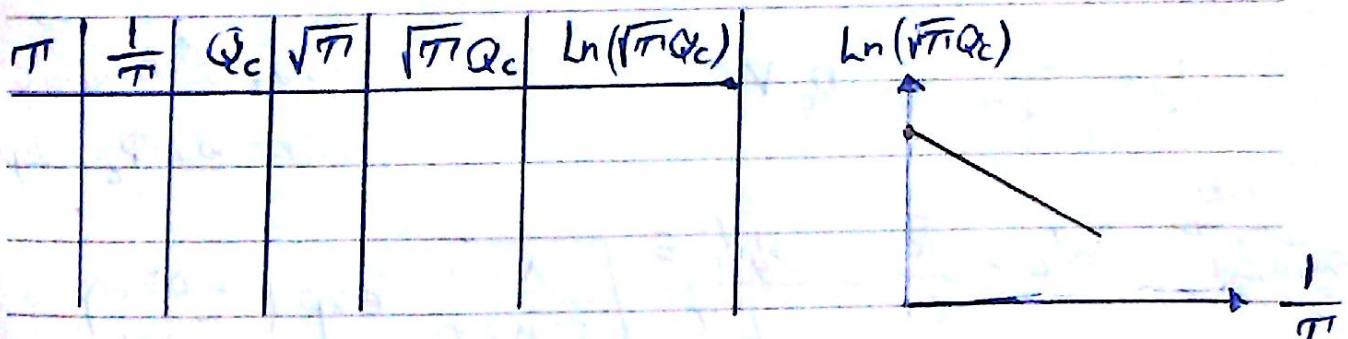 π | 1/π | Qc | √π | √π Qc | Ln(√π Qc)
Ln(√π Qc)
1/π